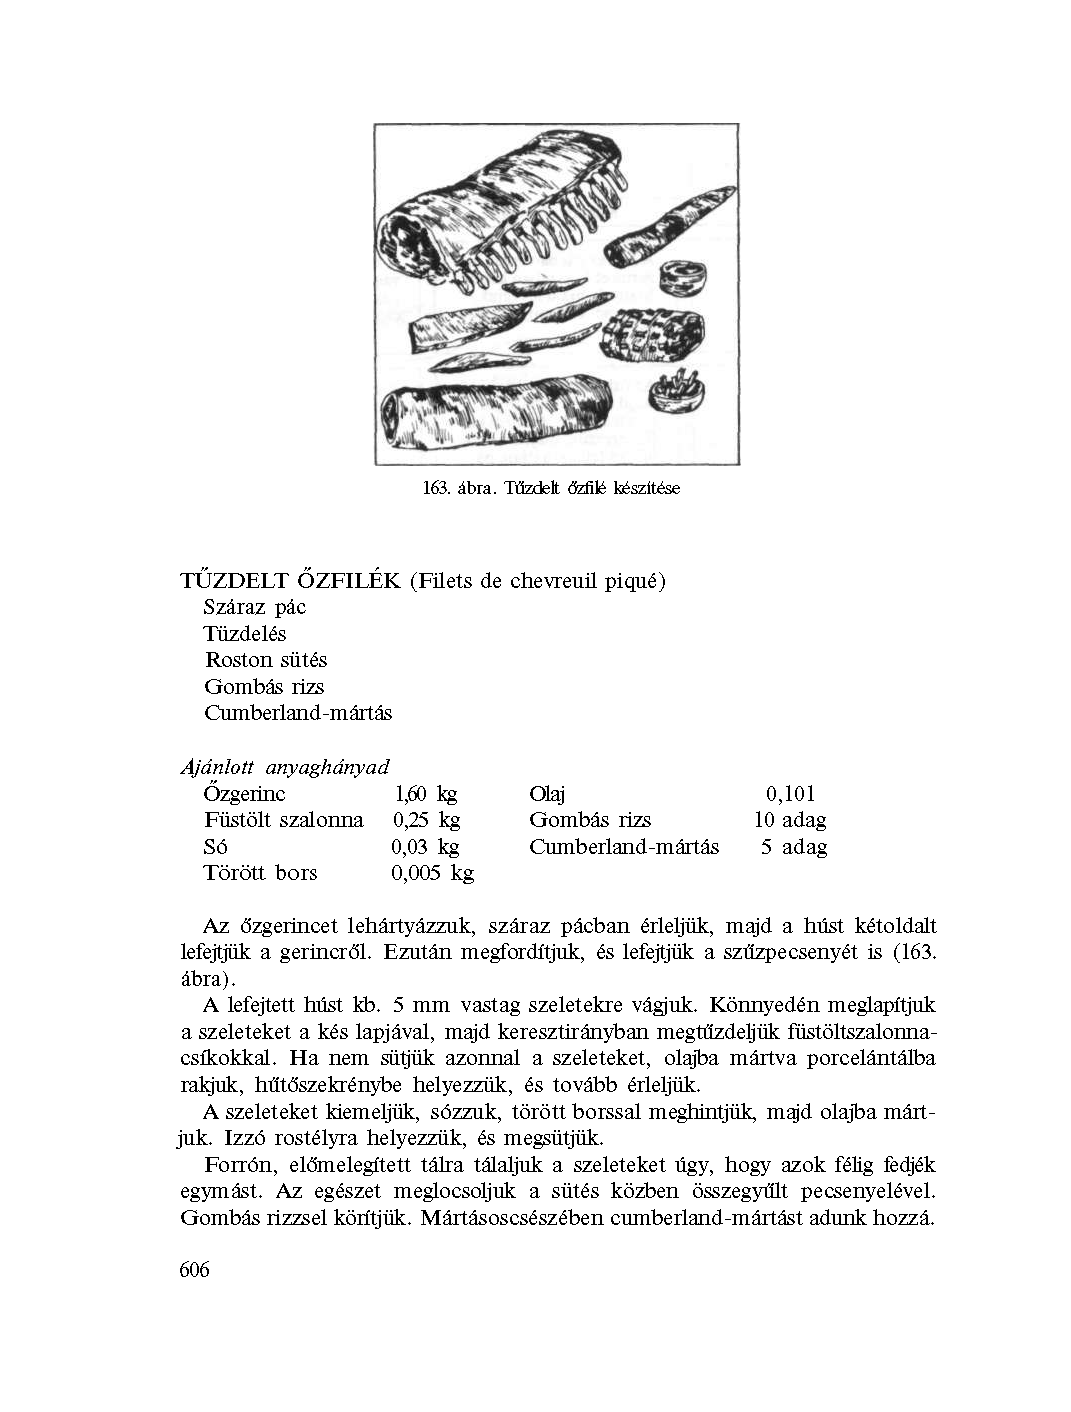 163. ábra. Tűzdelt őzfilé készítése
TŰZDELT ŐZFILÉK (Filets de chevreuil piqué)
Száraz pác
Tüzdelés
Roston sütés
Gombás rizs
Cumberland-mártás
Ajánlott anyaghányad
Őzgerinc 1,60 kg Olaj 0,101
Füstölt szalonna 0,25 kg Gombás rizs 10 adag
Só 0,03 kg Cumberland-mártás 5 adag
Törött bors 0,005 kg
Az őzgerincet lehártyázzuk, száraz pácban érleljük, majd a húst kétoldalt
lefejtjük a gerincről. Ezután megfordítjuk, és lefejtjük a szűzpecsenyét is (163.
ábra).
A lefejtett húst kb. 5 mm vastag szeletekre vágjuk. Könnyedén meglapítjuk
a szeleteket a kés lapjával, majd keresztirányban megtűzdeljük füstöltszalonna-
csíkokkal. Ha nem sütjük azonnal a szeleteket, olajba mártva porcelántálba
rakjuk, hűtőszekrénybe helyezzük, és tovább érleljük.
A szeleteket kiemeljük, sózzuk, törött borssal meghintjük, majd olajba márt-
juk. Izzó rostélyra helyezzük, és megsütjük.
Forrón, előmelegített tálra tálaljuk a szeleteket úgy, hogy azok félig fedjék
egymást. Az egészet meglocsoljuk a sütés közben összegyűlt pecsenyelével.
Gombás rizzsel körítjük. Mártásoscsészében cumberland-mártást adunk hozzá.
606